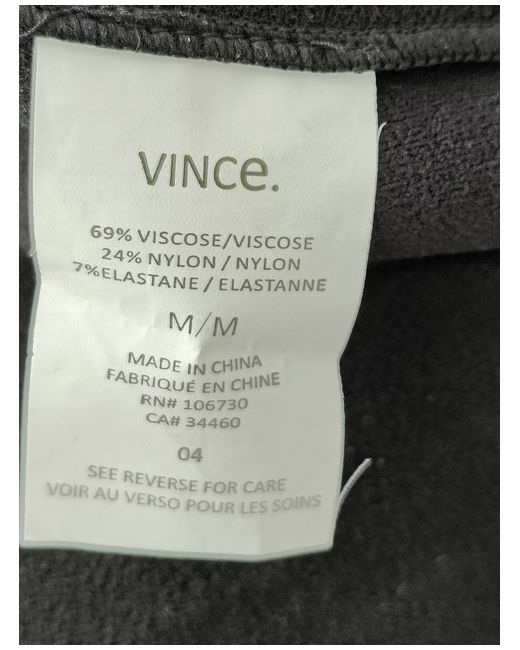 VINCe.
69% VISCOSE/VISCOSE
24% NYLON / NYLON
7%ELASTANE / ELASTANNE
M/M
MADE IN CHINA
FABRIQUÉ EN CHINE
RN# 106730
CA# 34460
04
SEE REVERSE FOR CARE
VOIR AU VERSO POUR LES SOINS